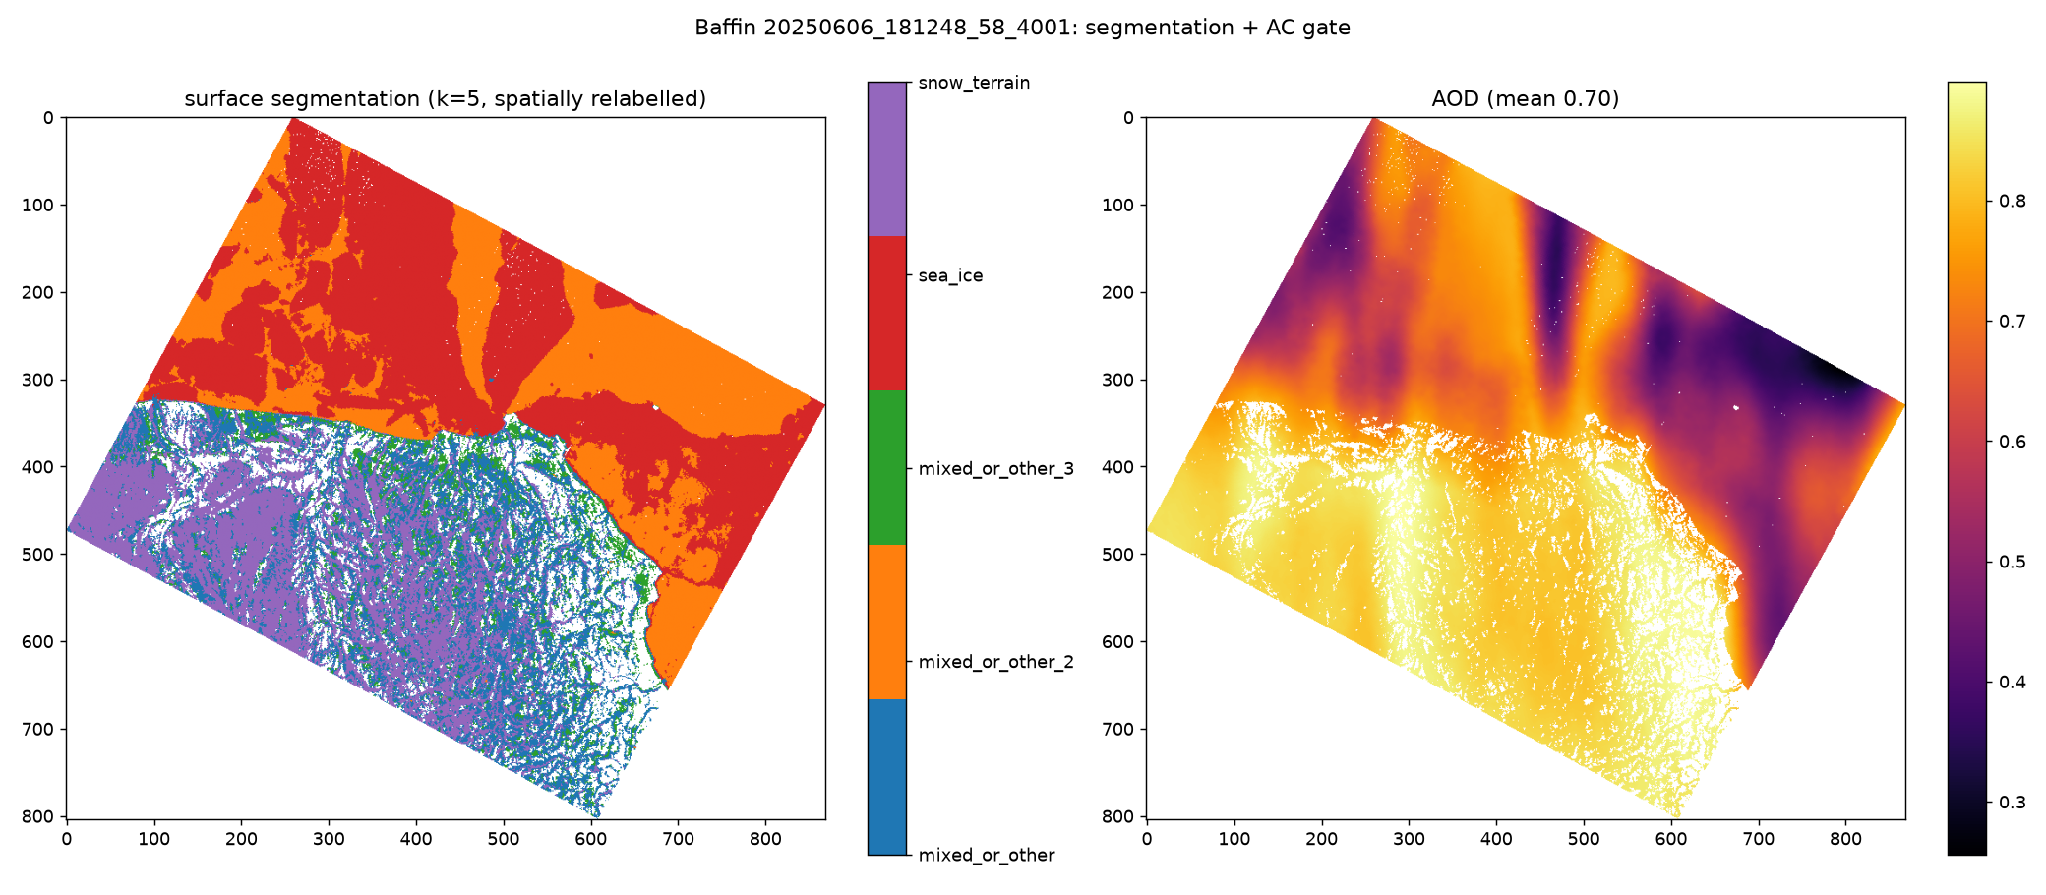 Baffin 20250606_181248_58_4001: segmentation + AC gate
surface segmentation (k=5, spatially relabelled)
0
100
200
300
400
500
600
700
800
0 100 200 300 400 500 600 700 800
snow_terrain
sea_ice
mixed_or_other_3
mixed_or_other_2
mixed_or_other
AOD (mean 0.70)
0
100
200
300
400
500
600
700
800
0 100 200 300 400 500 600 700 800
0.8
0.7
0.6
0.5
0.4
0.3